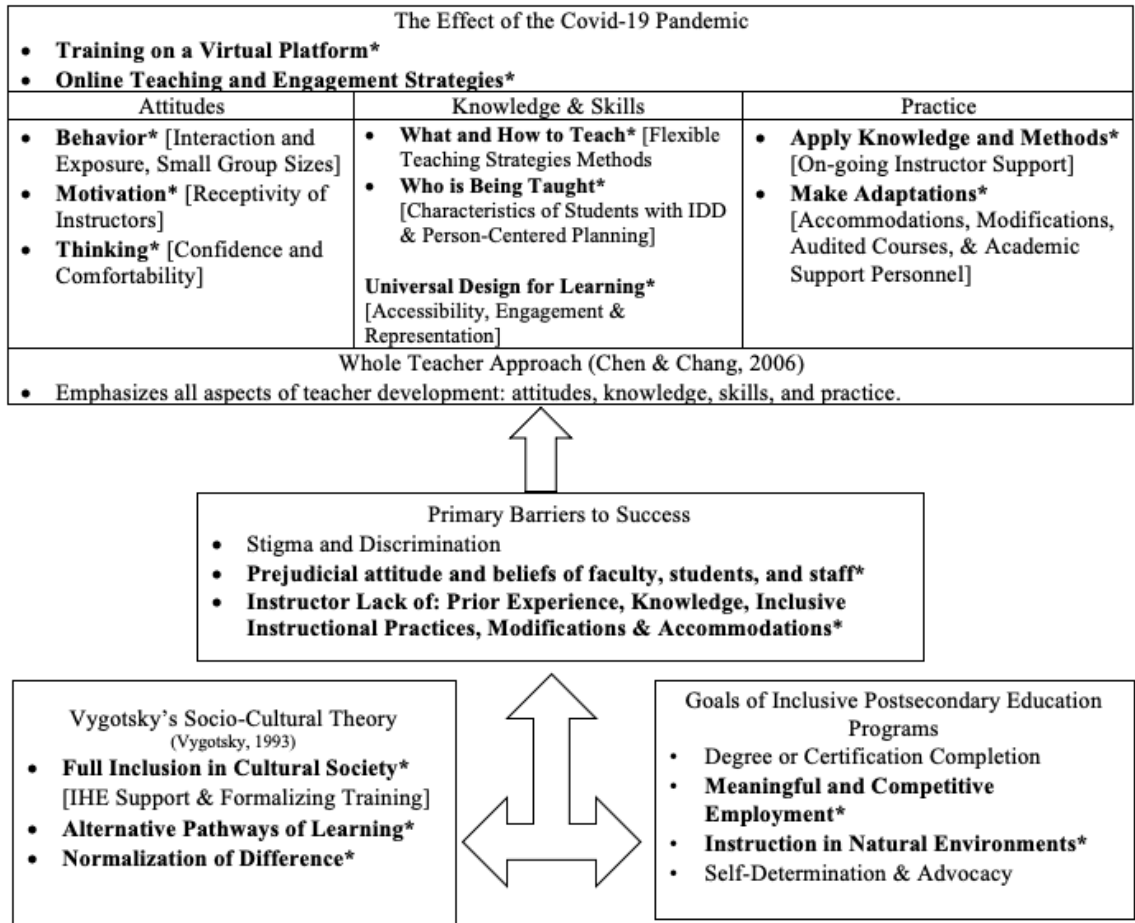 The Effect of the Covid-19 Pandemic
• Training on a Virtual Platform*
• Online Teaching and Engagement Strategies*
Attitudes
• Behavior* [Interaction and
Exposure, Small Group Sizes]
• Motivation* [Receptivity of
Instructors]
• Thinking* [Confidence and
Comfortability]
Knowledge & Skills
• What and How to Teach* [Flexible
Teaching Strategies Methods
• Who is Being Taught*
[Characteristics of Students with IDD
& Person-Centered Planning]
Universal Design for Learning*
[Accessibility, Engagement &
Representation]
Practice
• Apply Knowledge and Methods*
[On-going Instructor Support]
• Make Adaptations*
[Accommodations, Modifications,
Audited Courses, & Academic
Support Personnel]
Whole Teacher Approach (Chen & Chang, 2006)
• Emphasizes all aspects of teacher development: attitudes, knowledge, skills, and practice.
Primary Barriers to Success
• Stigma and Discrimination
• Prejudicial attitude and beliefs of faculty, students, and staff*
• Instructor Lack of: Prior Experience, Knowledge, Inclusive
Instructional Practices, Modifications & Accommodations*
Vygotsky's Socio-Cultural Theory
(Vygotsky, 1993)
• Full Inclusion in Cultural Society*
[IHE Support & Formalizing Training]
• Alternative Pathways of Learning*
• Normalization of Difference*
Goals of Inclusive Postsecondary Education
Programs
• Degree or Certification Completion
• Meaningful and Competitive
Employment*
• Instruction in Natural Environments*
• Self-Determination & Advocacy